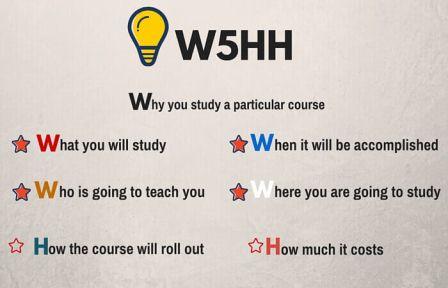 W5HH
Why you study a particular course
What you will study
When it will be accomplished
Who is going to teach you
Where you are going to study
How the course will roll out
How much it costs